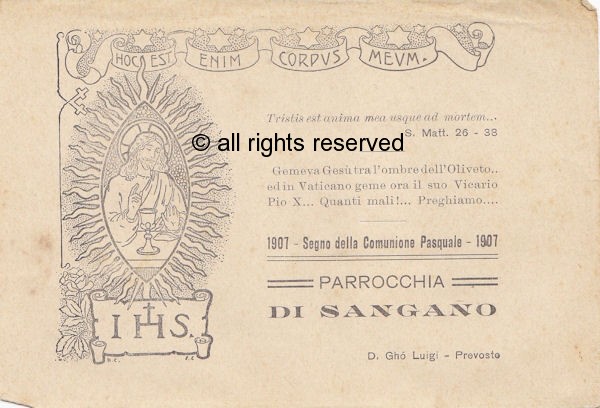 HOC EST ENIM CORPVS MEVM.
Tristis est anima mea usque ad mortem...
S. Matt. 26 - 38
© all rights reserved
Gemeva Gesù tra l'ombre dell'Oliveto..
ed in Vaticano geme ora il suo Vicario
Pio X... Quanti mali!... Preghiamo....
1907 - Segno della Comunione Pasquale - 1907
PARROCCHIA
DI SANGANO
IHS.
D. Ghó Luigi - Prevosto